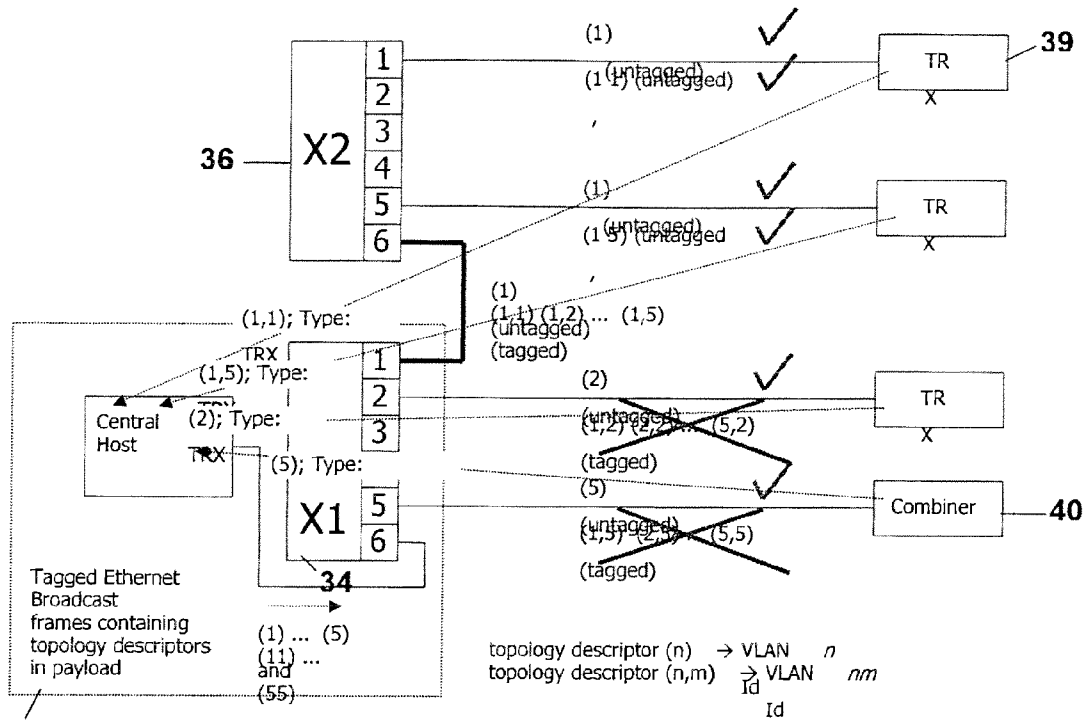 (1)
(untagged)
(1 1) (untagged)
,
TR
X
39
36
X2
1
2
3
4
5
6
(1)
(untagged)
(1 5) (untagged
,
TR
X
(1)
(1,1) (1,2) ... (1,5)
(untagged)
(tagged)
(1,1); Type:
TRX
(1,5); Type:
(2); Type:
TRX
(5); Type:
Central
Host
1
2
3
5
6
X1
34
(2)
(untagged)
(1,2) (2,2) ... (5,2)
(tagged)
TR
X
(5)
(untagged)
(1,5) (2,5) ... (5,5)
(tagged)
Combiner
40
Tagged Ethernet
Broadcast
frames containing
topology descriptors
in payload
(1) ... (5)
(11) ...
and
(55)
topology descriptor (n) → VLAN n
topology descriptor (n,m) → VLAN nm
Id
Id